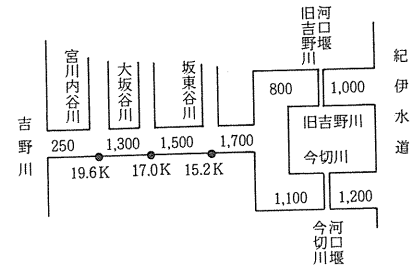 宮川内谷川
大坂谷川
坂東谷川
旧吉野川
河口堰
紀伊水道
吉野川
250
1,300
1,500
1,700
800
1,000
旧吉野川
今切川
19.6K
17.0K
15.2K
1,100
1,200
今切川
河口堰